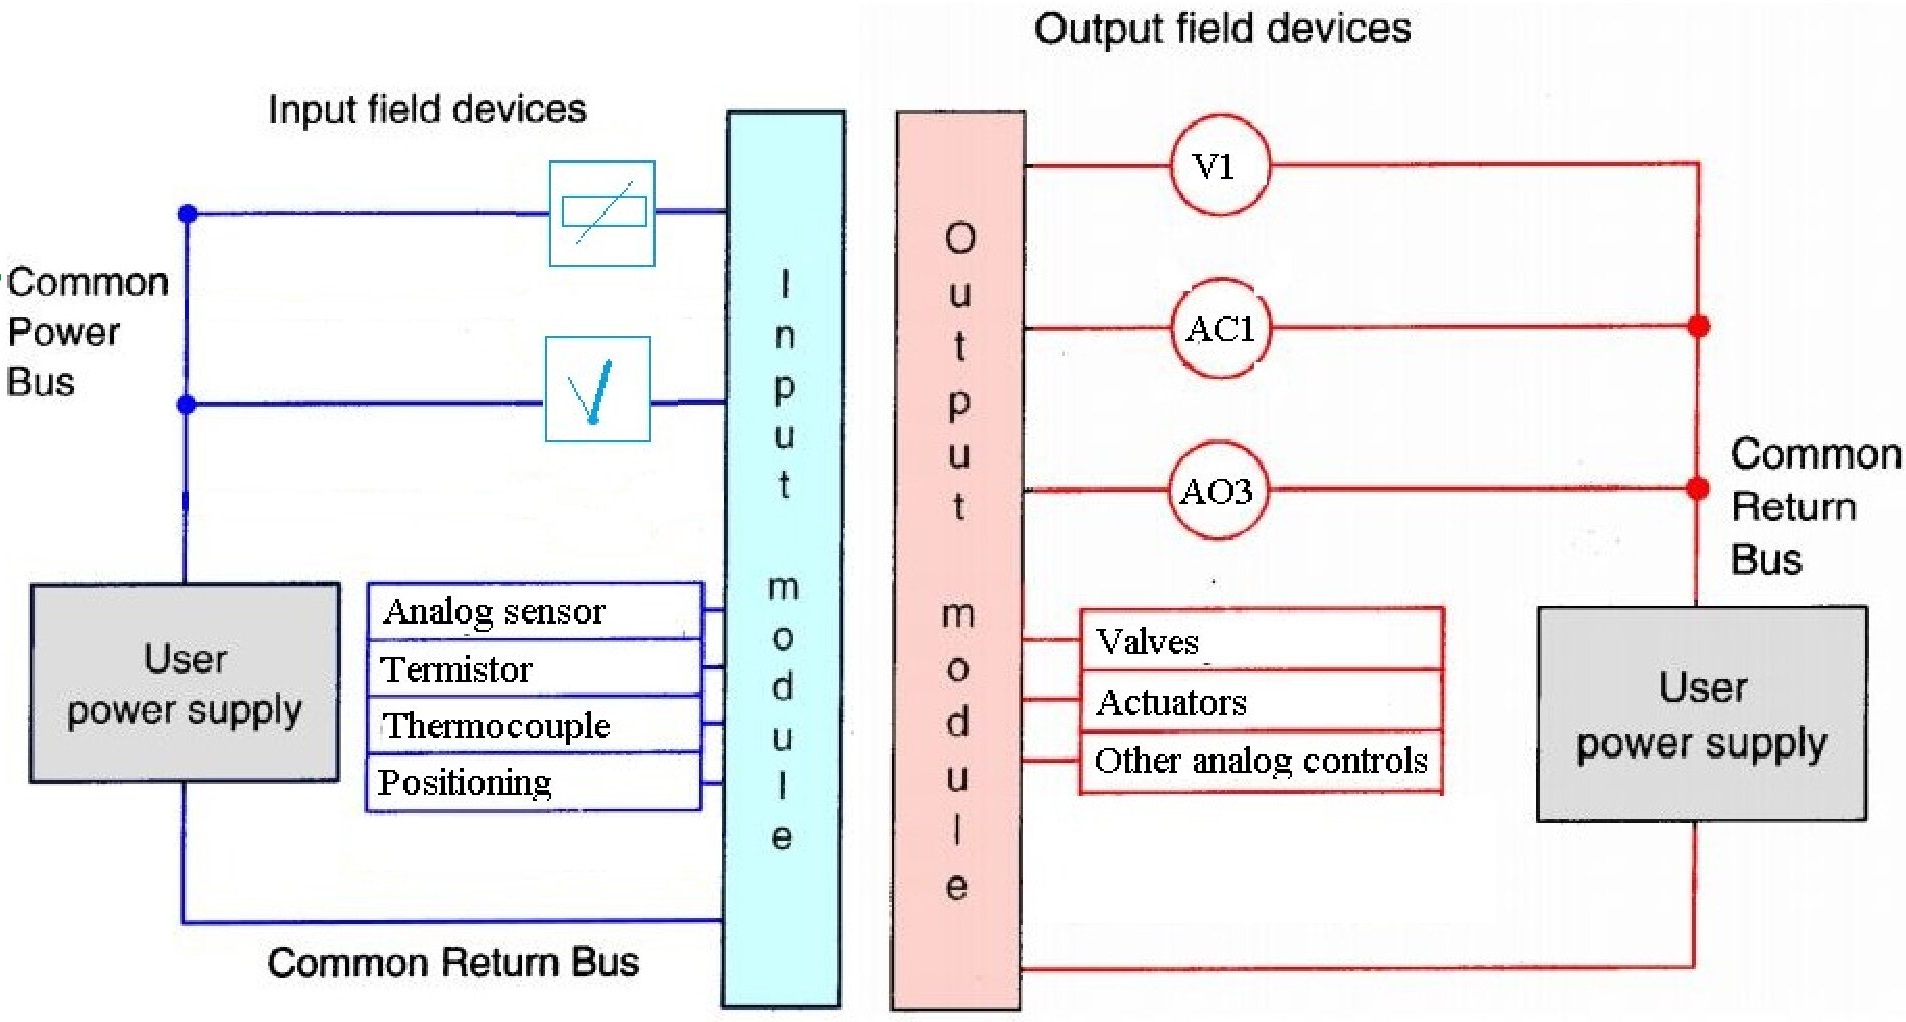 Output field devices
Input field devices
Common
Power
Bus
Input module
Output module
V1
AC1
AO3
Common
Return
Bus
User
power supply
Analog sensor
Termistor
Thermocouple
Positioning
Valves
Actuators
Other analog controls
User
power supply
Common Return Bus